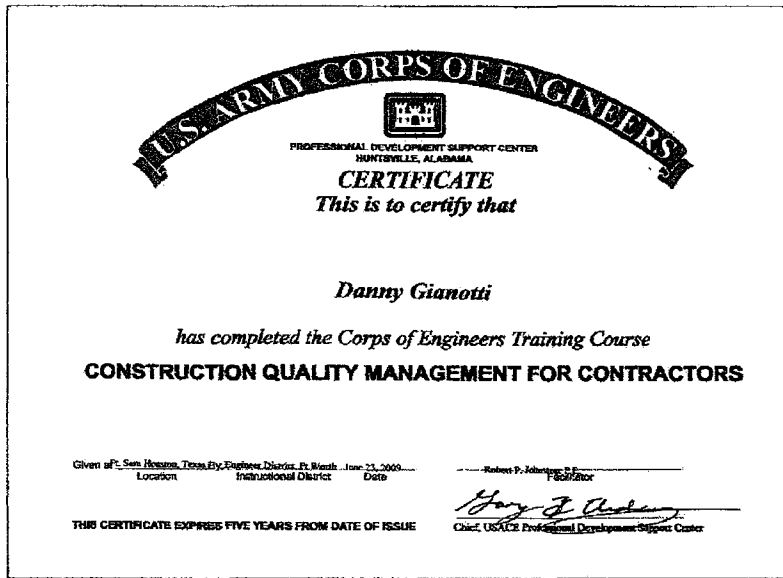 U.S. ARMY CORPS OF ENGINEERS
PROFESSIONAL DEVELOPMENT SUPPORT CENTER
HUNTSVILLE, ALABAMA
CERTIFICATE
This is to certify that
Danny Gianotti
has completed the Corps of Engineers Training Course
CONSTRUCTION QUALITY MANAGEMENT FOR CONTRACTORS
Given at Ft. Sam Houston, Texas By Engineer District, Ft. Worth June 23, 2009 Robert P. P.E.
Location Instructional District Date Facilitator
Gary
THIS CERTIFICATE EXPIRES FIVE YEARS FROM DATE OF ISSUE Chief, USACE Professional Development Support Center